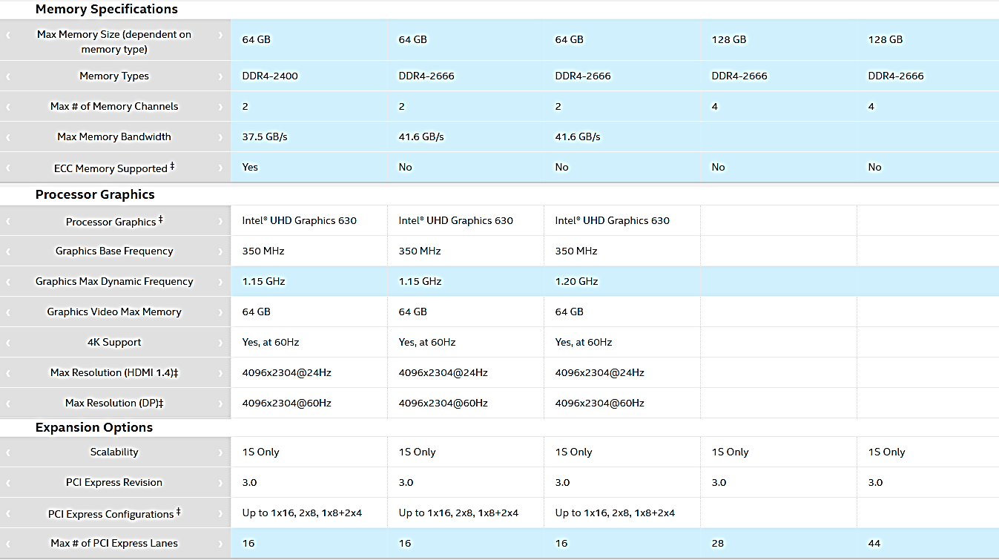 Memory Specifications
Max Memory Size (dependent on
memory type) 64 GB 64 GB 64 GB 128 GB 128 GB
Memory Types DDR4-2400 DDR4-2666 DDR4-2666 DDR4-2666 DDR4-2666
Max # of Memory Channels 2 2 2 4 4
Max Memory Bandwidth 37.5 GB/s 41.6 GB/s 41.6 GB/s
ECC Memory Supported ‡ Yes No No No No
Processor Graphics
Processor Graphics ‡ Intel® UHD Graphics 630 Intel® UHD Graphics 630 Intel® UHD Graphics 630
Graphics Base Frequency 350 MHz 350 MHz 350 MHz
Graphics Max Dynamic Frequency 1.15 GHz 1.15 GHz 1.20 GHz
Graphics Video Max Memory 64 GB 64 GB 64 GB
4K Support Yes, at 60Hz Yes, at 60Hz Yes, at 60Hz
Max Resolution (HDMI 1.4)‡ 4096x2304@24Hz 4096x2304@24Hz 4096x2304@24Hz
Max Resolution (DP)‡ 4096x2304@60Hz 4096x2304@60Hz 4096x2304@60Hz
Expansion Options
Scalability 1S Only 1S Only 1S Only 1S Only 1S Only
PCI Express Revision 3.0 3.0 3.0 3.0 3.0
PCI Express Configurations ‡ Up to 1x16, 2x8, 1x8+2x4 Up to 1x16, 2x8, 1x8+2x4 Up to 1x16, 2x8, 1x8+2x4
Max # of PCI Express Lanes 16 16 16 28 44